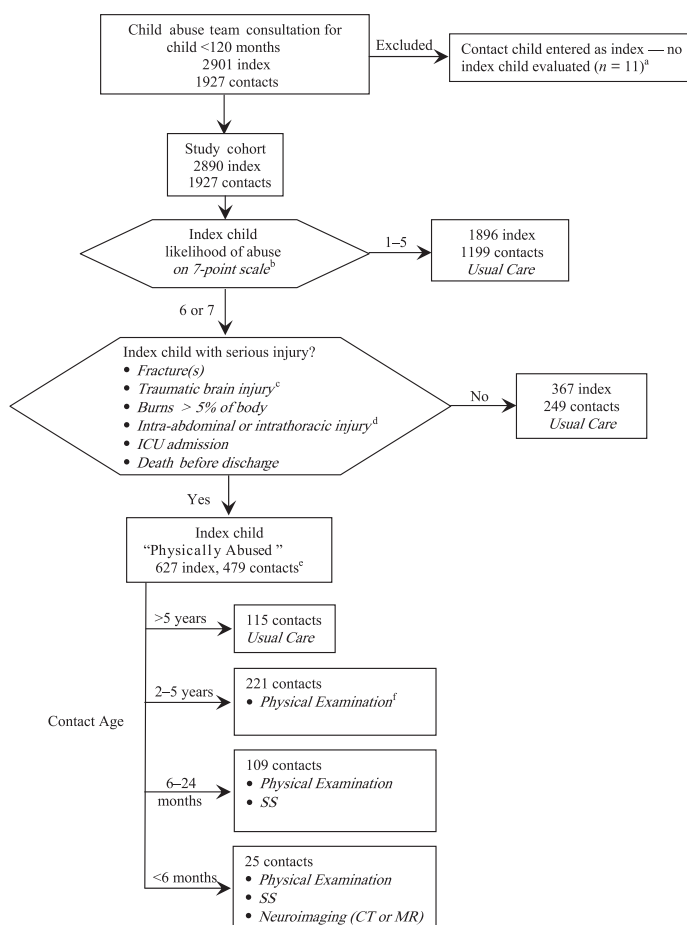 Child abuse team consultation for
child <120 months
2901 index
1927 contacts
Excluded
Contact child entered as index — no
index child evaluated (n = 11)a
Study cohort
2890 index
1927 contacts
Index child
likelihood of abuse
on 7-point scaleb
1–5
1896 index
1199 contacts
Usual Care
6 or 7
Index child with serious injury?
• Fracture(s)
• Traumatic brain injuryc
• Burns > 5% of body
• Intra-abdominal or intrathoracic injuryd
• ICU admission
• Death before discharge
No
367 index
249 contacts
Usual Care
Yes
Index child
“Physically Abused ”
627 index, 479 contactse
Contact Age
>5 years
115 contacts
Usual Care
2–5 years
221 contacts
• Physical Examinationf
6–24
months
109 contacts
• Physical Examination
• SS
<6 months
25 contacts
• Physical Examination
• SS
• Neuroimaging (CT or MR)